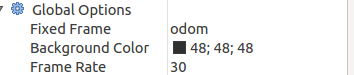 Global Options
Fixed Frame odom
Background Color 48; 48; 48
Frame Rate 30